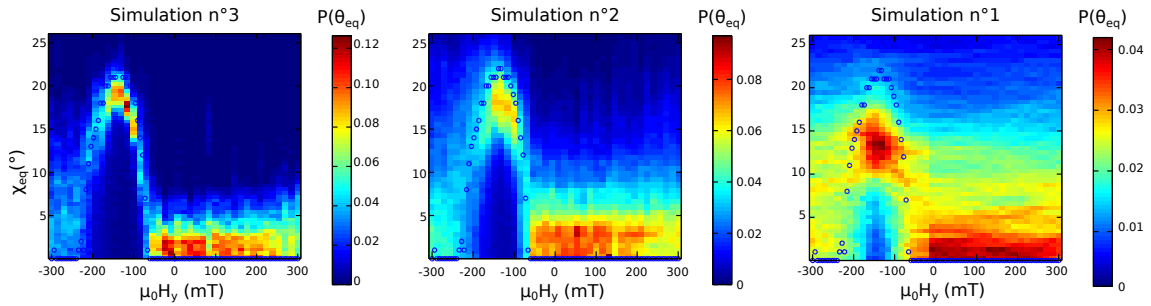 Simulation n°3 P(θeq) Simulation n°2 P(θeq) Simulation n°1 P(θeq)
25 0.12 25 25 0.04
20 0.10 20 0.08 20
0.08 0.03
15 15 0.06 15
0.06
10 10 0.04 10 0.02
0.04
5 0.02 5 0.02 5 0.01
0 0 0
-300 -200 -100 0 100 200 300 -300 -200 -100 0 100 200 300 -300 -200 -100 0 100 200 300
χeq(°)
μ0Hy (mT) μ0Hy (mT) μ0Hy (mT)